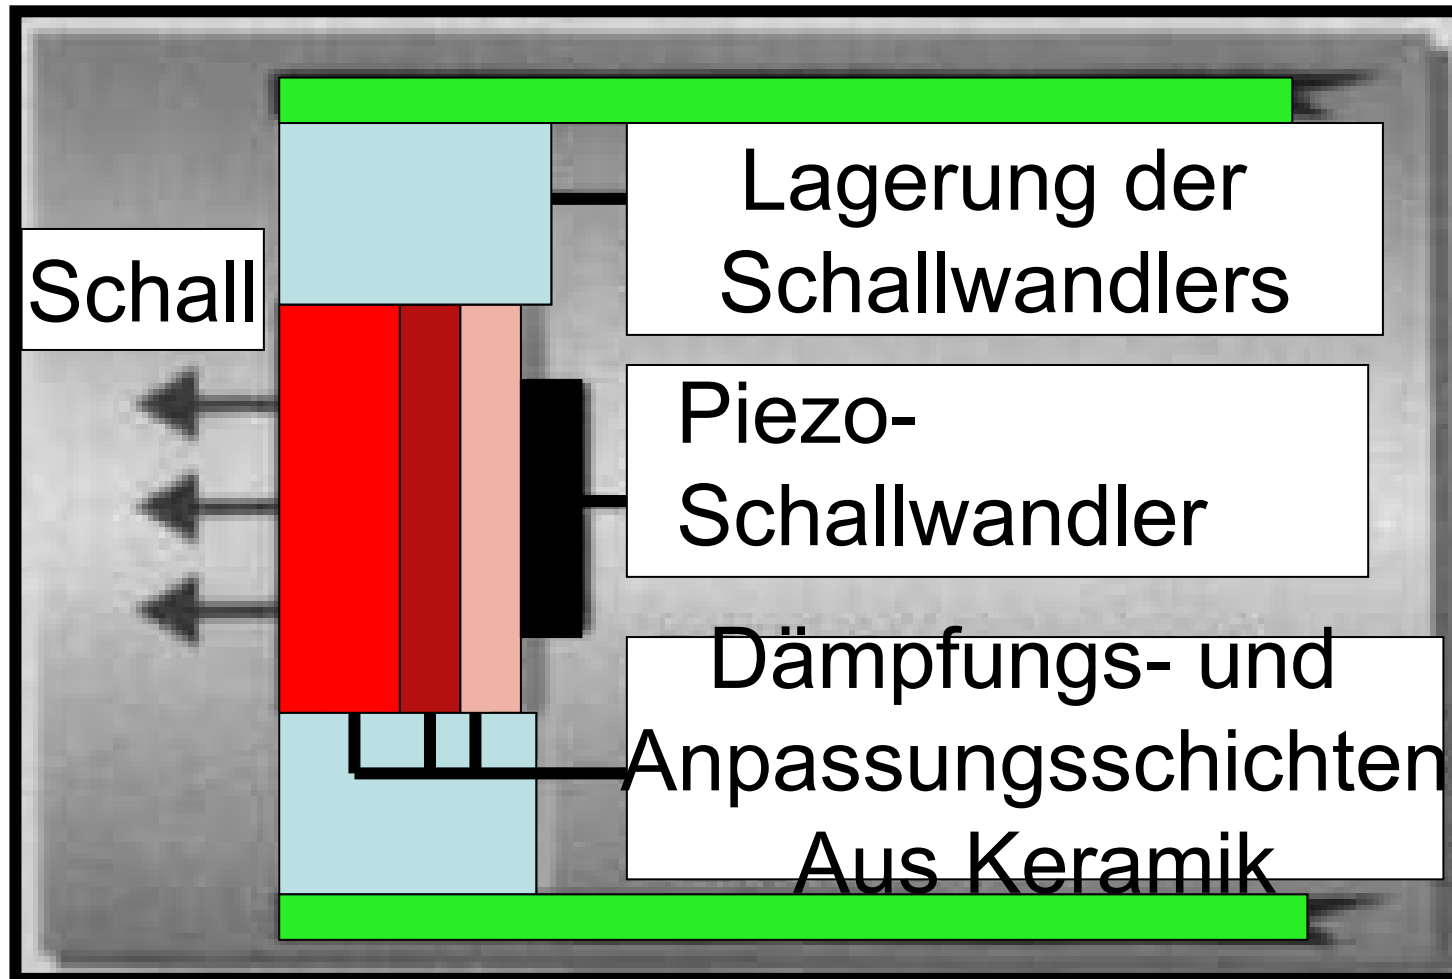 Lagerung der
Schallwandlers
Schall
Piezo-
Schallwandler
Dämpfungs- und
Anpassungsschichten
Aus Keramik